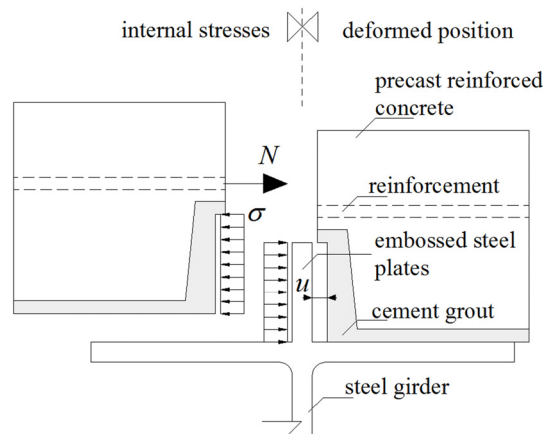 internal stresses
deformed position
precast reinforced
concrete
N
reinforcement
σ
embossed steel
plates
u
cement grout
steel girder